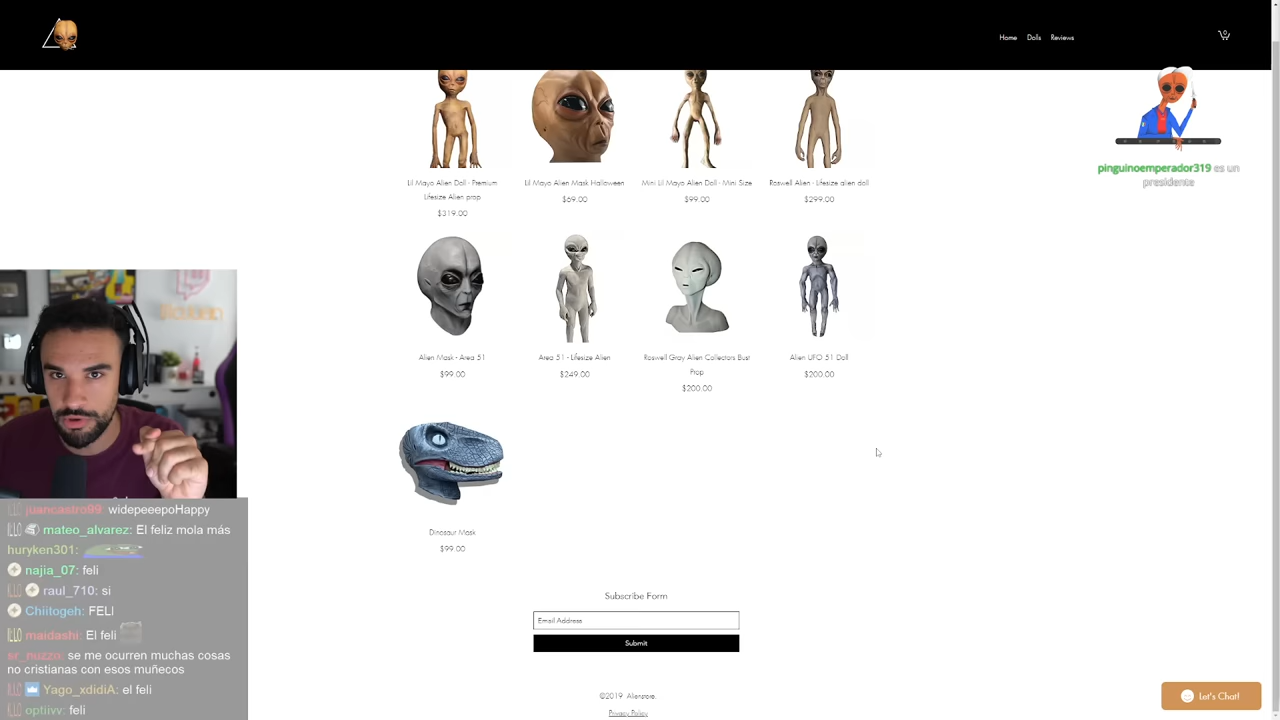 Home Dolls Reviews
0
Lil Mayo Alien Doll - Premium
Lifesize Alien prop
$319.00
Lil Mayo Alien Mask Halloween
$69.00
Mini Lil Mayo Alien Doll - Mini Size
$99.00
Roswell Alien - Lifesize alien doll
$299.00
pinguinoemperador319 es un
presidente
Alien Mask - Area 51
$99.00
Area 51 - Lifesize Alien
$249.00
Roswell Gray Alien Collectors Bust
Prop
$200.00
Alien UFO 51 Doll
$200.00
Dinosaur Mask
$99.00
juancastro99: widepeeepoHappy
mateo_alvarez: El feliz mola más
huryken301:
najia_07: feli
raul_710: si
Chiitogeh: FELI
maidashi: El feli
sr_nuzzo: se me ocurren muchas cosas
no cristianas con esos muñecos
Yago_xdidiA: el feli
optiivv: feli
Subscribe Form
Email Address
Submit
©2019 Alienstore.
Privacy Policy
Let's Chat!